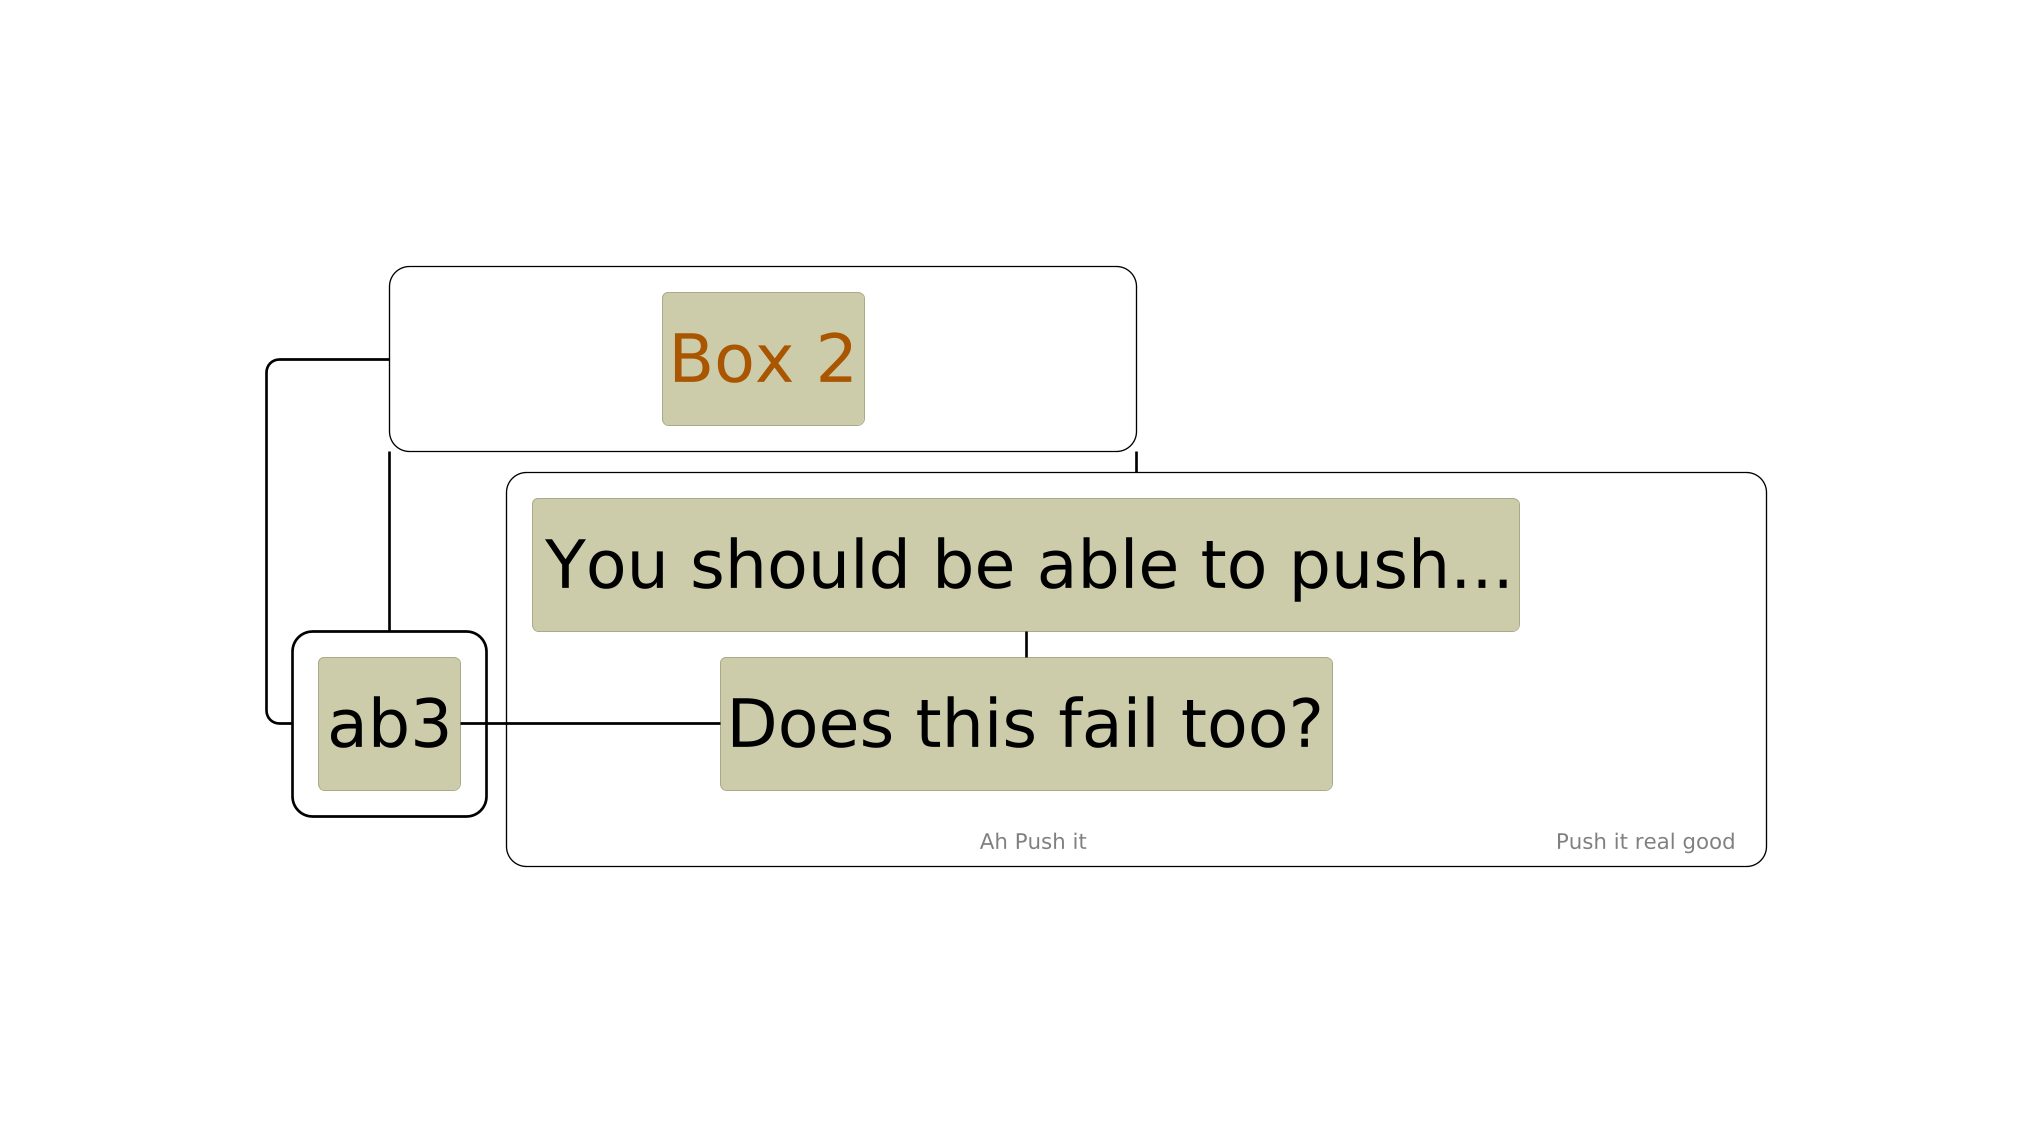 Box 2
You should be able to push...
ab3
Does this fail too?
Ah Push it
Push it real good